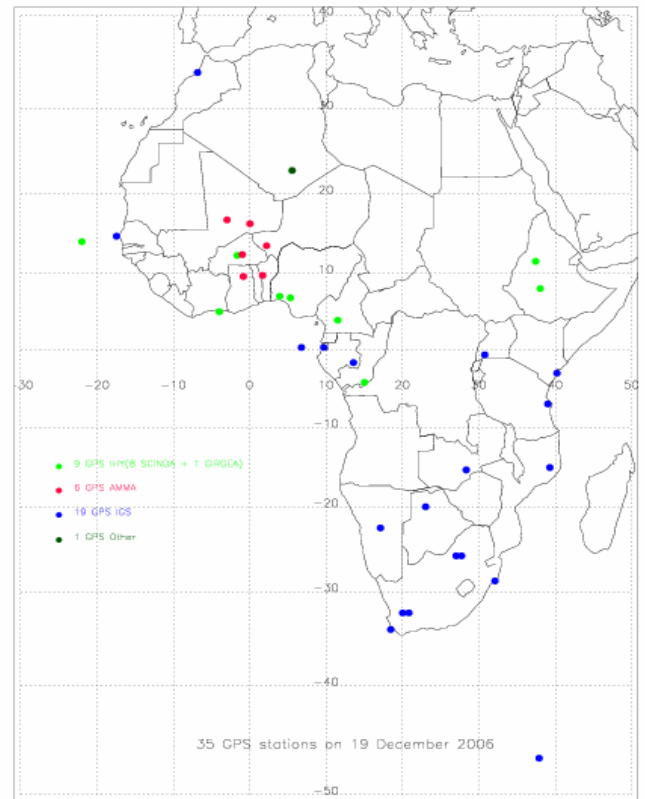 40
30
20
10
-30 -20 -10 0 10 20 30 40 50
-10
9 GPS IHY(8 SCINDA + 1 GIRGEA)
6 GPS AMMA
-20
19 GPS IGS
1 GPS Other
-30
-40
35 GPS stations on 19 December 2006
-50